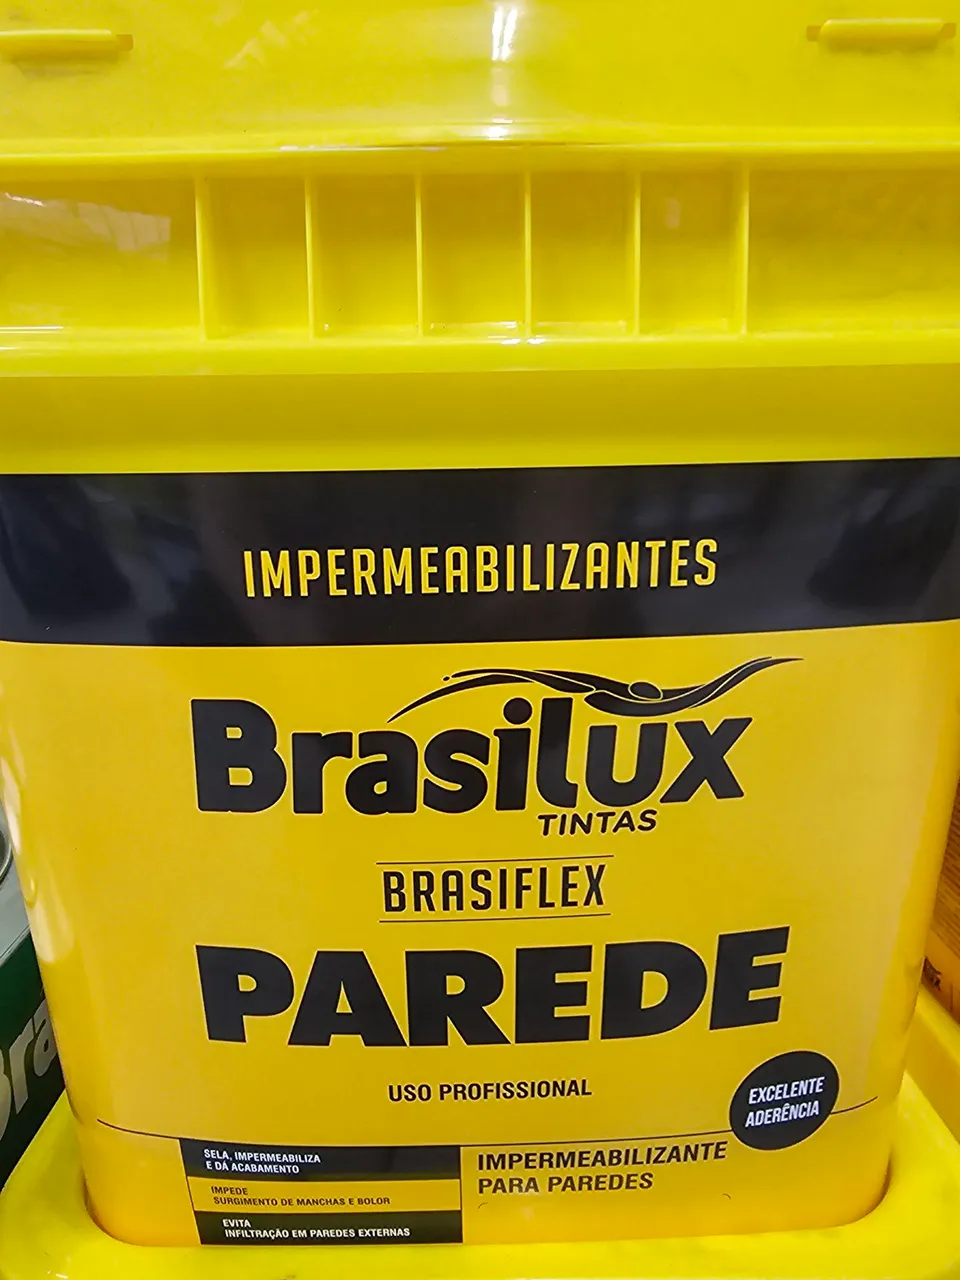 IMPERMEABILIZANTES
Brasilux
TINTAS
BRASIFLEX
PAREDE
USO PROFISSIONAL
EXCELENTE
ADERÊNCIA
SELA, IMPERMEABILIZA
E DÁ ACABAMENTO
IMPEDE
SURGIMENTO DE MANCHAS E BOLOR
EVITA
INFILTRAÇÃO EM PAREDES EXTERNAS
IMPERMEABILIZANTE
PARA PAREDES